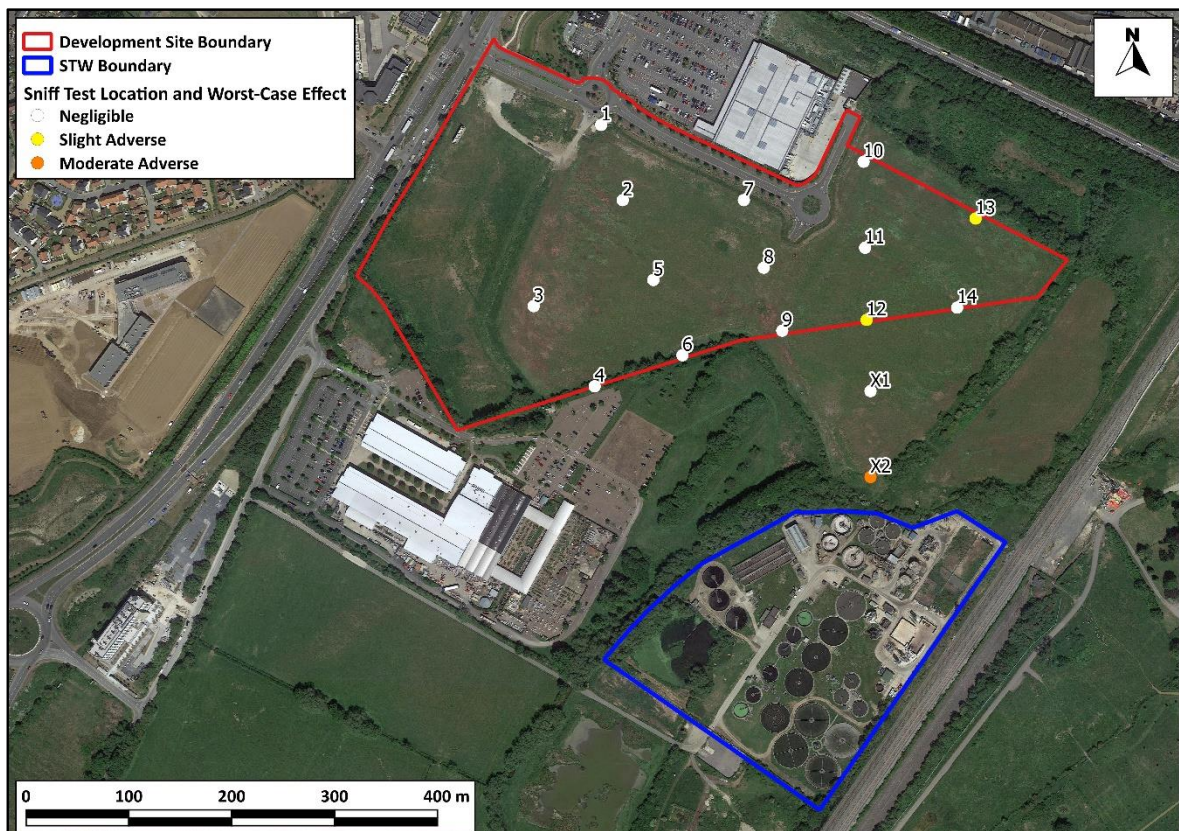 Development Site Boundary
STW Boundary
Sniff Test Location and Worst-Case Effect
Negligible
Slight Adverse
Moderate Adverse
N
1
10
2
7
13
11
8
5
3
14
12
9
6
4
X1
X2
0 100 200 300 400 m